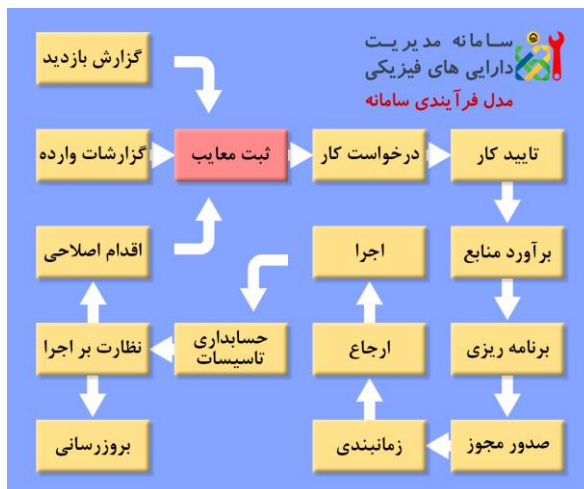 سامانه مدیریت
دارایی های فیزیکی
مدل فرآیندی سامانه
گزارش بازدید
گزارشات وارده
ثبت معایب
درخواست کار
تایید کار
اقدام اصلاحی
اجرا
برآورد منابع
نظارت بر اجرا
حسابداری
تاسیسات
ارجاع
برنامه ریزی
بروزرسانی
زمانبندی
صدور مجوز